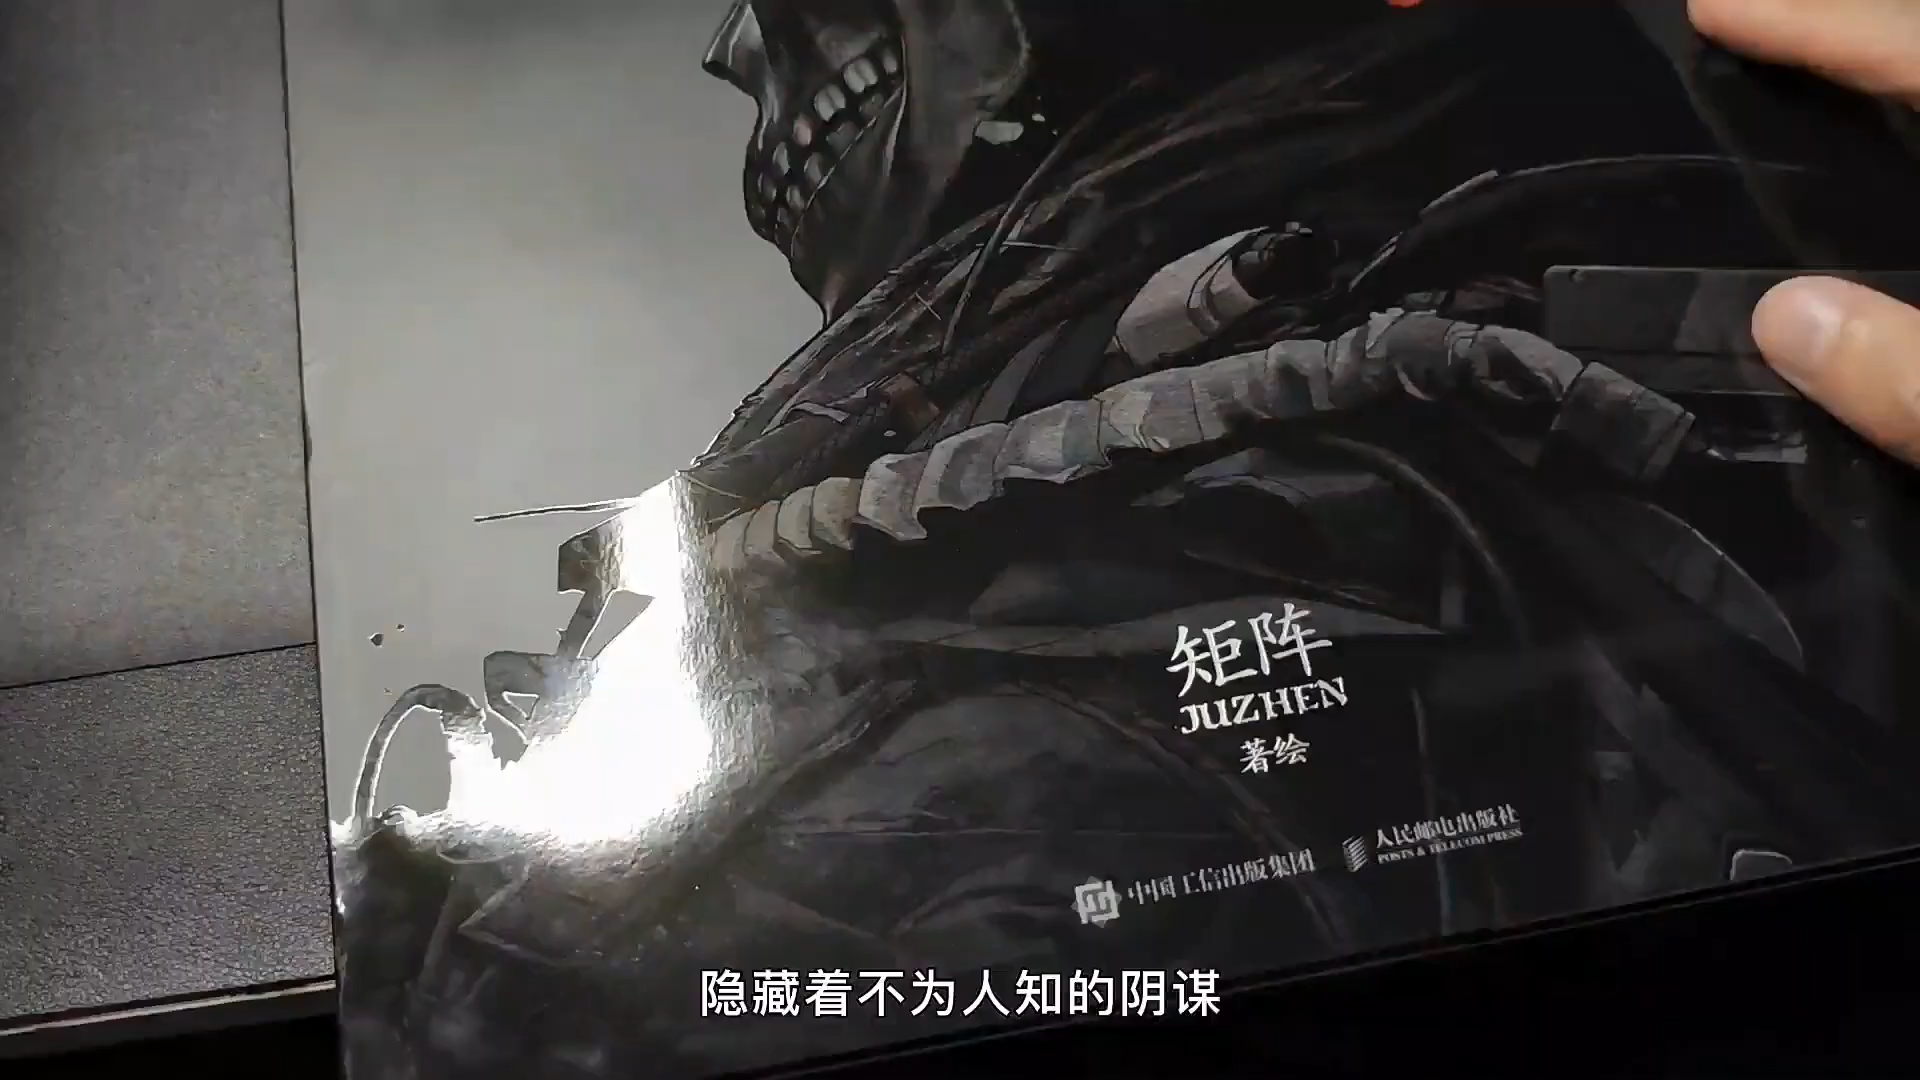 矩阵
JUZHEN
著绘
中国工信出版集团
人民邮电出版社
POSTS & TELECOM PRESS
隐藏着不为人知的阴谋